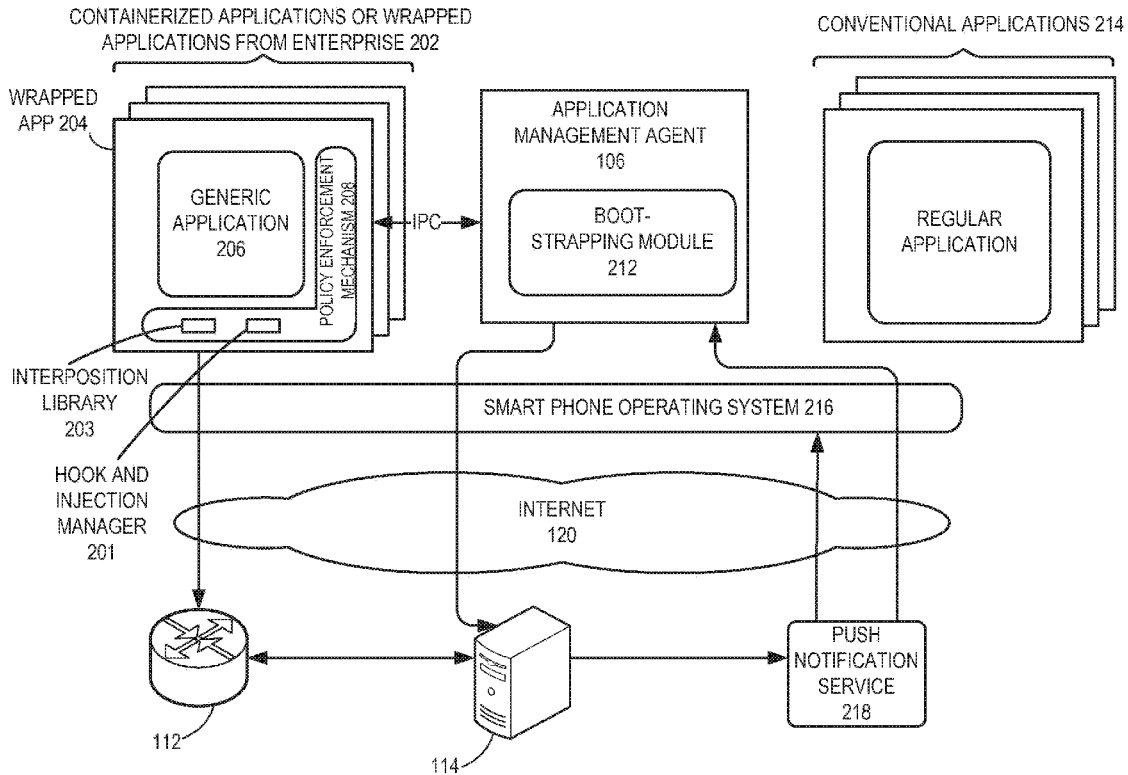 CONTAINERIZED APPLICATIONS OR WRAPPED
APPLICATIONS FROM ENTERPRISE 202
CONVENTIONAL APPLICATIONS 214
WRAPPED
APP 204
GENERIC
APPLICATION
206
POLICY ENFORCEMENT
MECHANISM 208
IPC
APPLICATION
MANAGEMENT AGENT
106
BOOT-
STRAPPING MODULE
212
REGULAR
APPLICATION
INTERPOSITION
LIBRARY
203
SMART PHONE OPERATING SYSTEM 216
HOOK AND
INJECTION
MANAGER
201
INTERNET
120
PUSH
NOTIFICATION
SERVICE
218
112
114